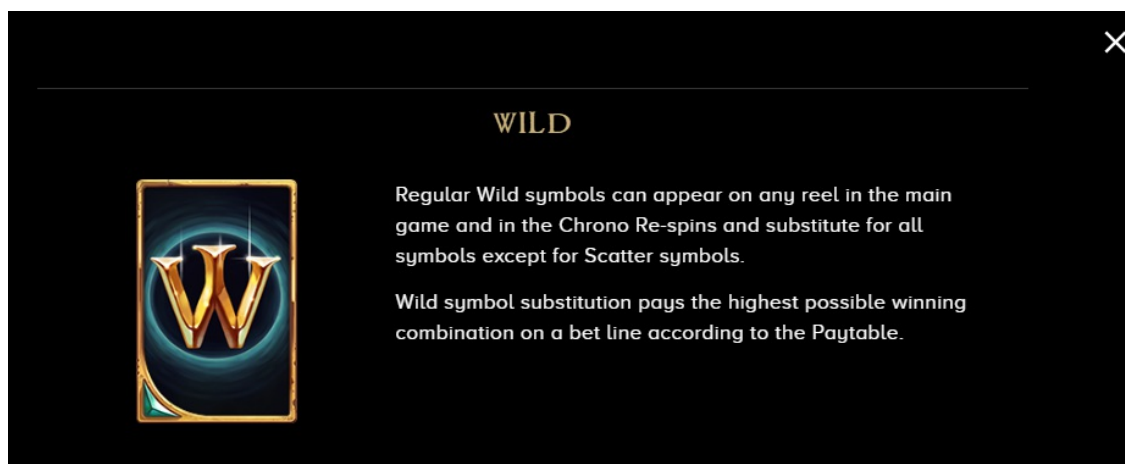 WILD
W
Regular Wild symbols can appear on any reel in the main
game and in the Chrono Re-spins and substitute for all
symbols except for Scatter symbols.
Wild symbol substitution pays the highest possible winning
combination on a bet line according to the Paytable.